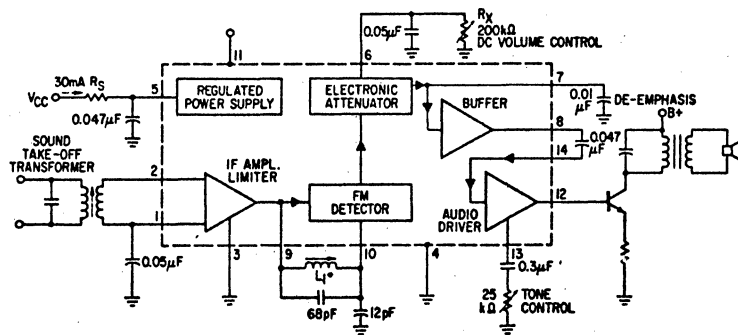 0.05µF
RX
200kΩ
DC VOLUME CONTROL
11
6
30mA RS
VCC
5
REGULATED
POWER SUPPLY
ELECTRONIC
ATTENUATOR
7
0.01
µF
BUFFER
DE-EMPHASIS
B+
0.047µF
8
0.047
µF
14
SOUND
TAKE-OFF
TRANSFORMER
2
IF AMPL.
LIMITER
FM
DETECTOR
12
1
AUDIO
DRIVER
3
9
10
4
13
0.05µF
L1*
0.3µF
68pF
12pF
25
kΩ
TONE
CONTROL